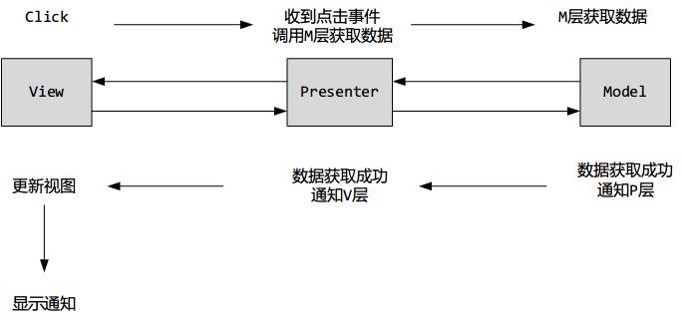 Click
收到点击事件
调用M层获取数据
M层获取数据
View
Presenter
Model
更新视图
数据获取成功
通知V层
数据获取成功
通知P层
显示通知